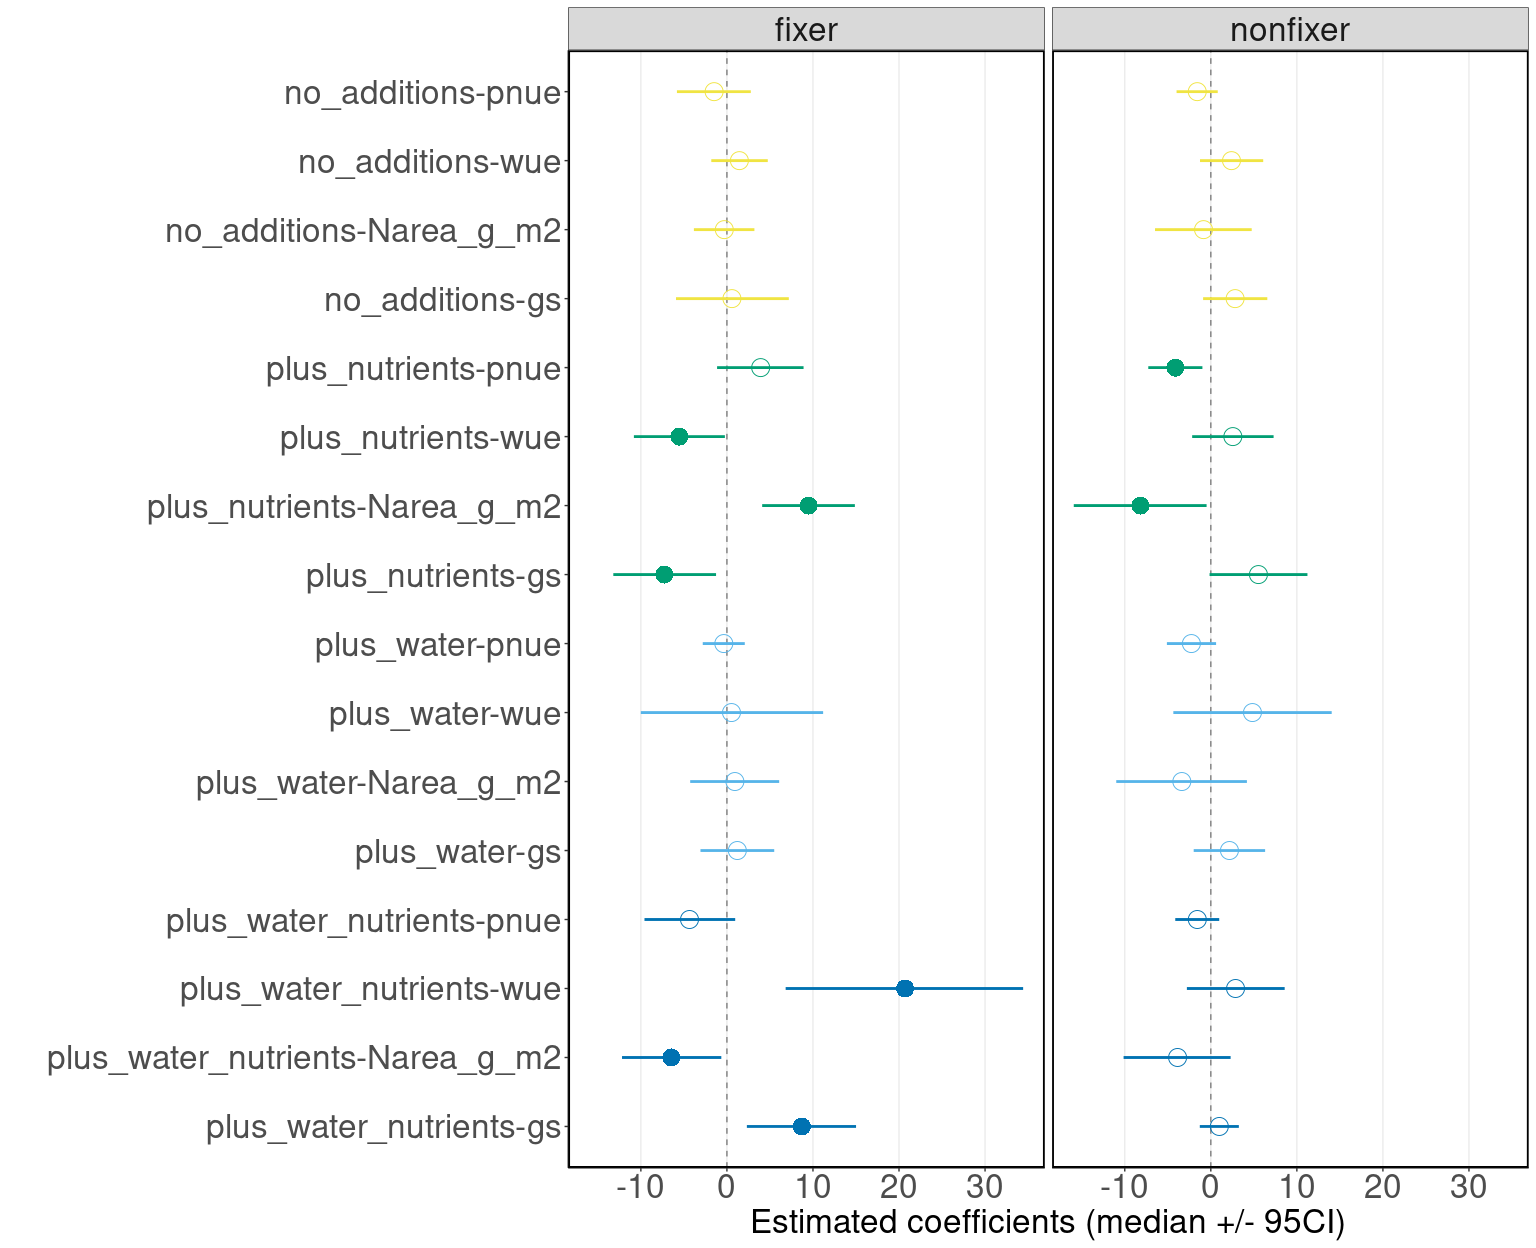 fixer
nonfixer
no_additions-pnue
no_additions-wue
no_additions-Narea_g_m2
no_additions-gs
plus_nutrients-pnue
plus_nutrients-wue
plus_nutrients-Narea_g_m2
plus_nutrients-gs
plus_water-pnue
plus_water-wue
plus_water-Narea_g_m2
plus_water-gs
plus_water_nutrients-pnue
plus_water_nutrients-wue
plus_water_nutrients-Narea_g_m2
plus_water_nutrients-gs
-10 0 10 20 30
-10 0 10 20 30
Estimated coefficients (median +/- 95CI)